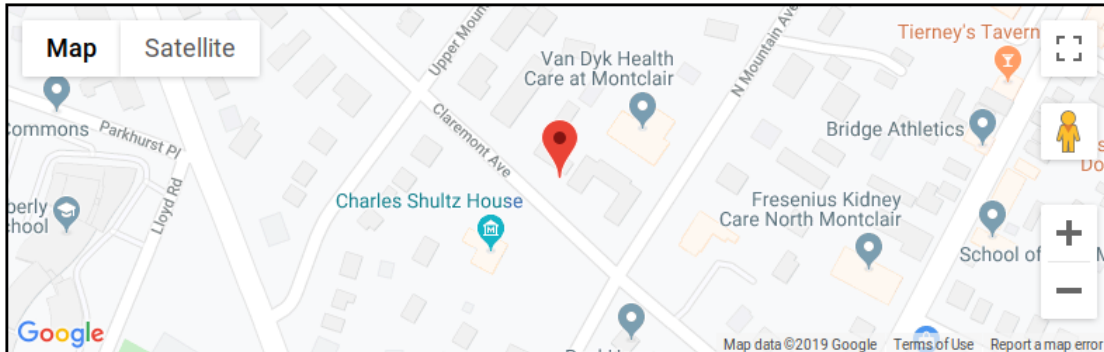 Map
Satellite
Upper Moun
N Mountain Ave
Tierney's Tavern
Van Dyk Health
Care at Montclair
Commons
Parkhurst Pl
Claremont Ave
Bridge Athletics
Lloyd Rd
Charles Shultz House
Fresenius Kidney
Care North Montclair
School of
Google
Map data ©2019 Google
Terms of Use
Report a map error